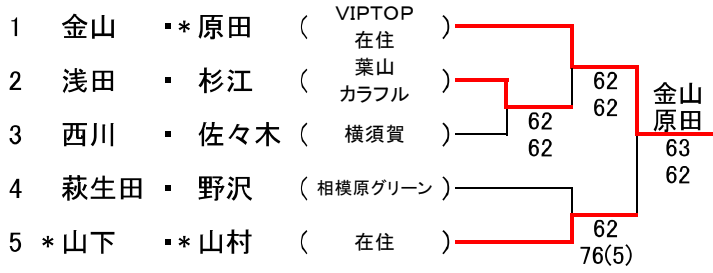 1 金山 ・*原田 ( VIPTOP 在住 )
2 浅田 ・ 杉江 ( 葉山 カラフル )
3 西川 ・ 佐々木 ( 横須賀 )
4 萩生田 ・ 野沢 ( 相模原グリーン )
5 *山下 ・*山村 ( 在住 )
62
62
62
62
62
76(5)
金山
原田
63
62